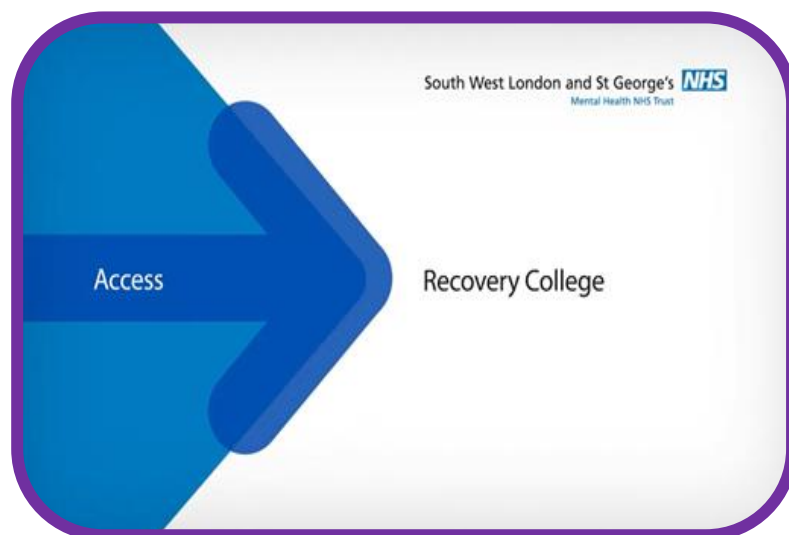 South West London and St George's NHS
Mental Health NHS Trust
Access
Recovery College